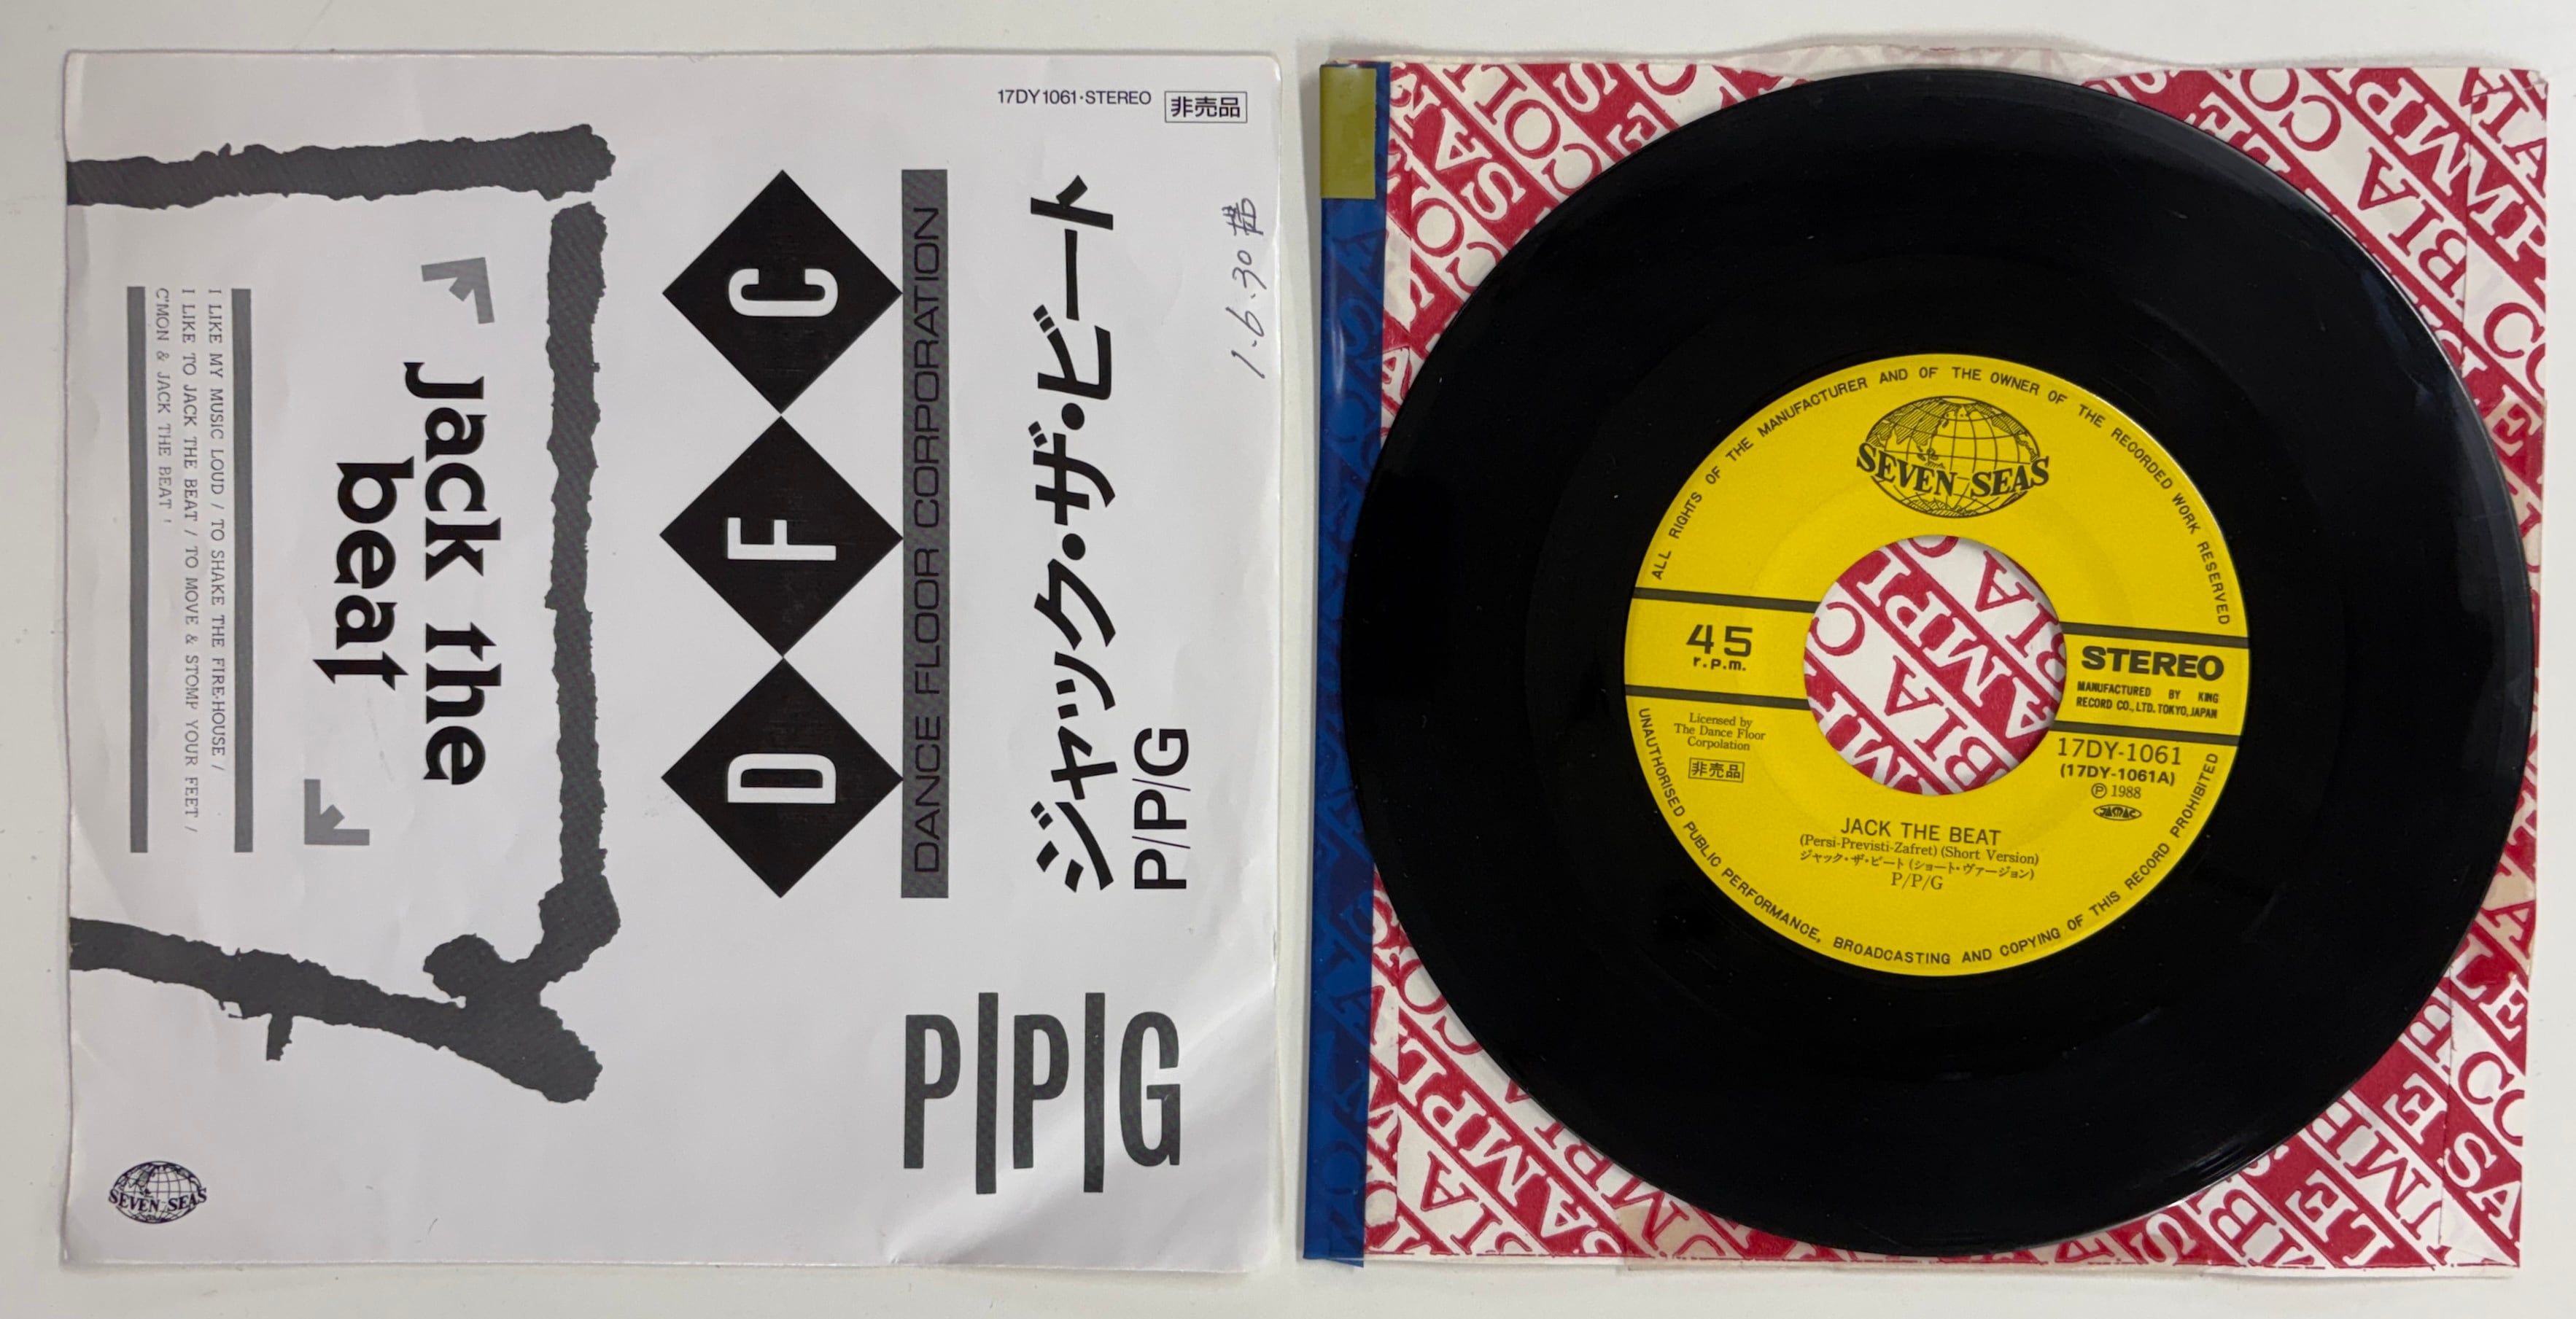 17DY1061・STEREO 非売品
ジャック・ザ・ビート
P/P/G
1.6.30
D F C
DANCE FLOOR CORPORATION
P|P|G
「Jack the
beat」
I LIKE MY MUSIC LOUD / TO SHAKE THE FIRE-HOUSE /
I LIKE TO JACK THE BEAT / TO MOVE & STOMP YOUR FEET /
C'MON & JACK THE BEAT !
SEVEN SEAS
ALL RIGHTS OF THE MANUFACTURER AND OF THE OWNER OF THE RECORDED WORK RESERVED
SEVEN SEAS
45
r.p.m.
STEREO
MANUFACTURED BY KING
RECORD CO., LTD. TOKYO, JAPAN
Licensed by
The Dance Floor
Corpolation
非売品
17DY-1061
(17DY-1061A)
Ⓟ 1988
JASRAC
JACK THE BEAT
(Persi-Previsti-Zafret) (Short Version)
ジャック・ザ・ビート (ショート・ヴァージョン)
P/P/G
UNAUTHORISED PUBLIC PERFORMANCE, BROADCASTING AND COPYING OF THIS RECORD PROHIBITED